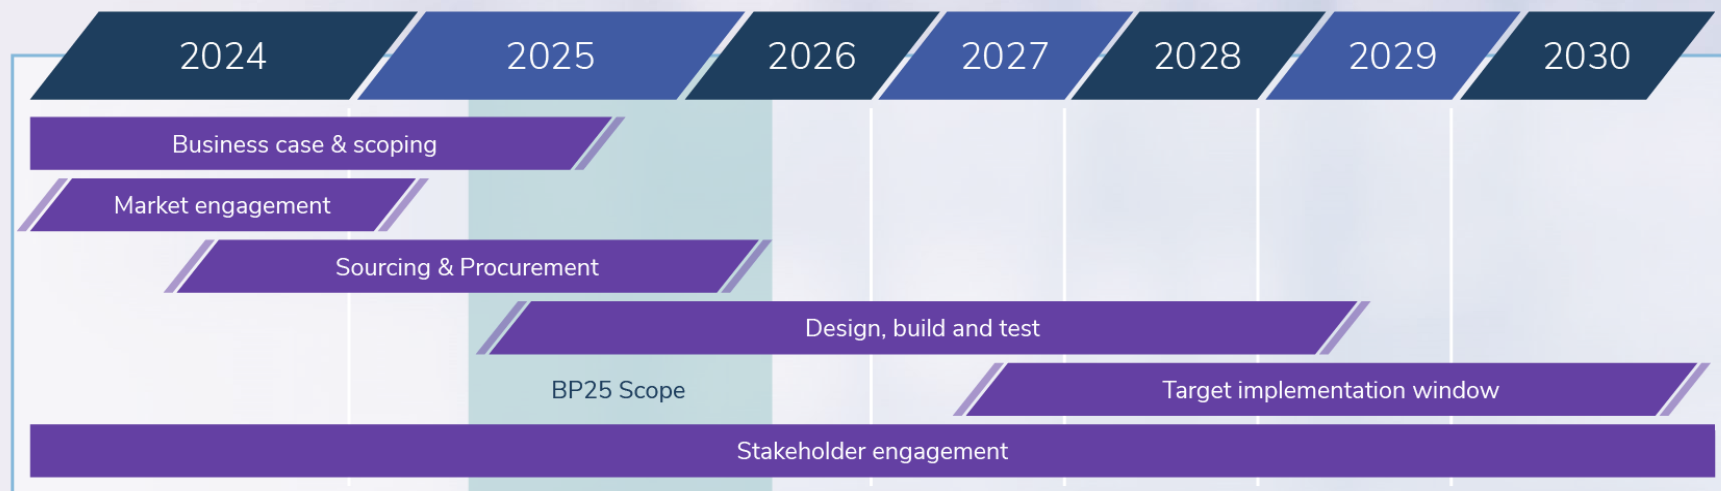 2024 2025 2026 2027 2028 2029 2030
Business case & scoping
Market engagement
Sourcing & Procurement
Design, build and test
BP25 Scope
Target implementation window
Stakeholder engagement